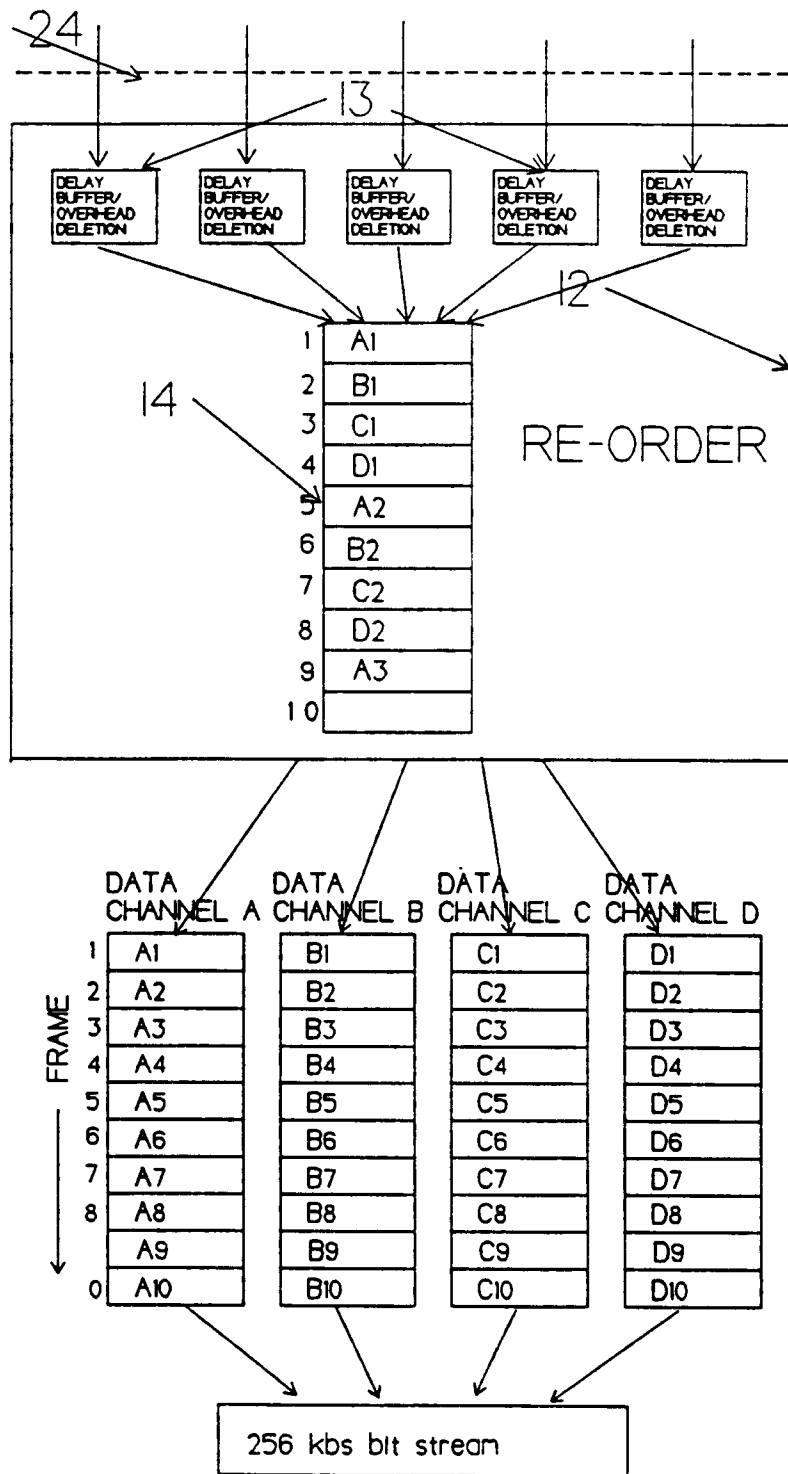 24
13
DELAY
BUFFER/
OVERHEAD
DELETION
DELAY
BUFFER/
OVERHEAD
DELETION
DELAY
BUFFER/
OVERHEAD
DELETION
DELAY
BUFFER/
OVERHEAD
DELETION
DELAY
BUFFER/
OVERHEAD
DELETION
12
14
RE-ORDER
1 A1
2 B1
3 C1
4 D1
5 A2
6 B2
7 C2
8 D2
9 A3
10
DATA DATA DATA DATA
CHANNEL A CHANNEL B CHANNEL C CHANNEL D
FRAME
1 A1 B1 C1 D1
2 A2 B2 C2 D2
3 A3 B3 C3 D3
4 A4 B4 C4 D4
5 A5 B5 C5 D5
6 A6 B6 C6 D6
7 A7 B7 C7 D7
8 A8 B8 C8 D8
A9 B9 C9 D9
0 A10 B10 C10 D10
256 kbs bit stream